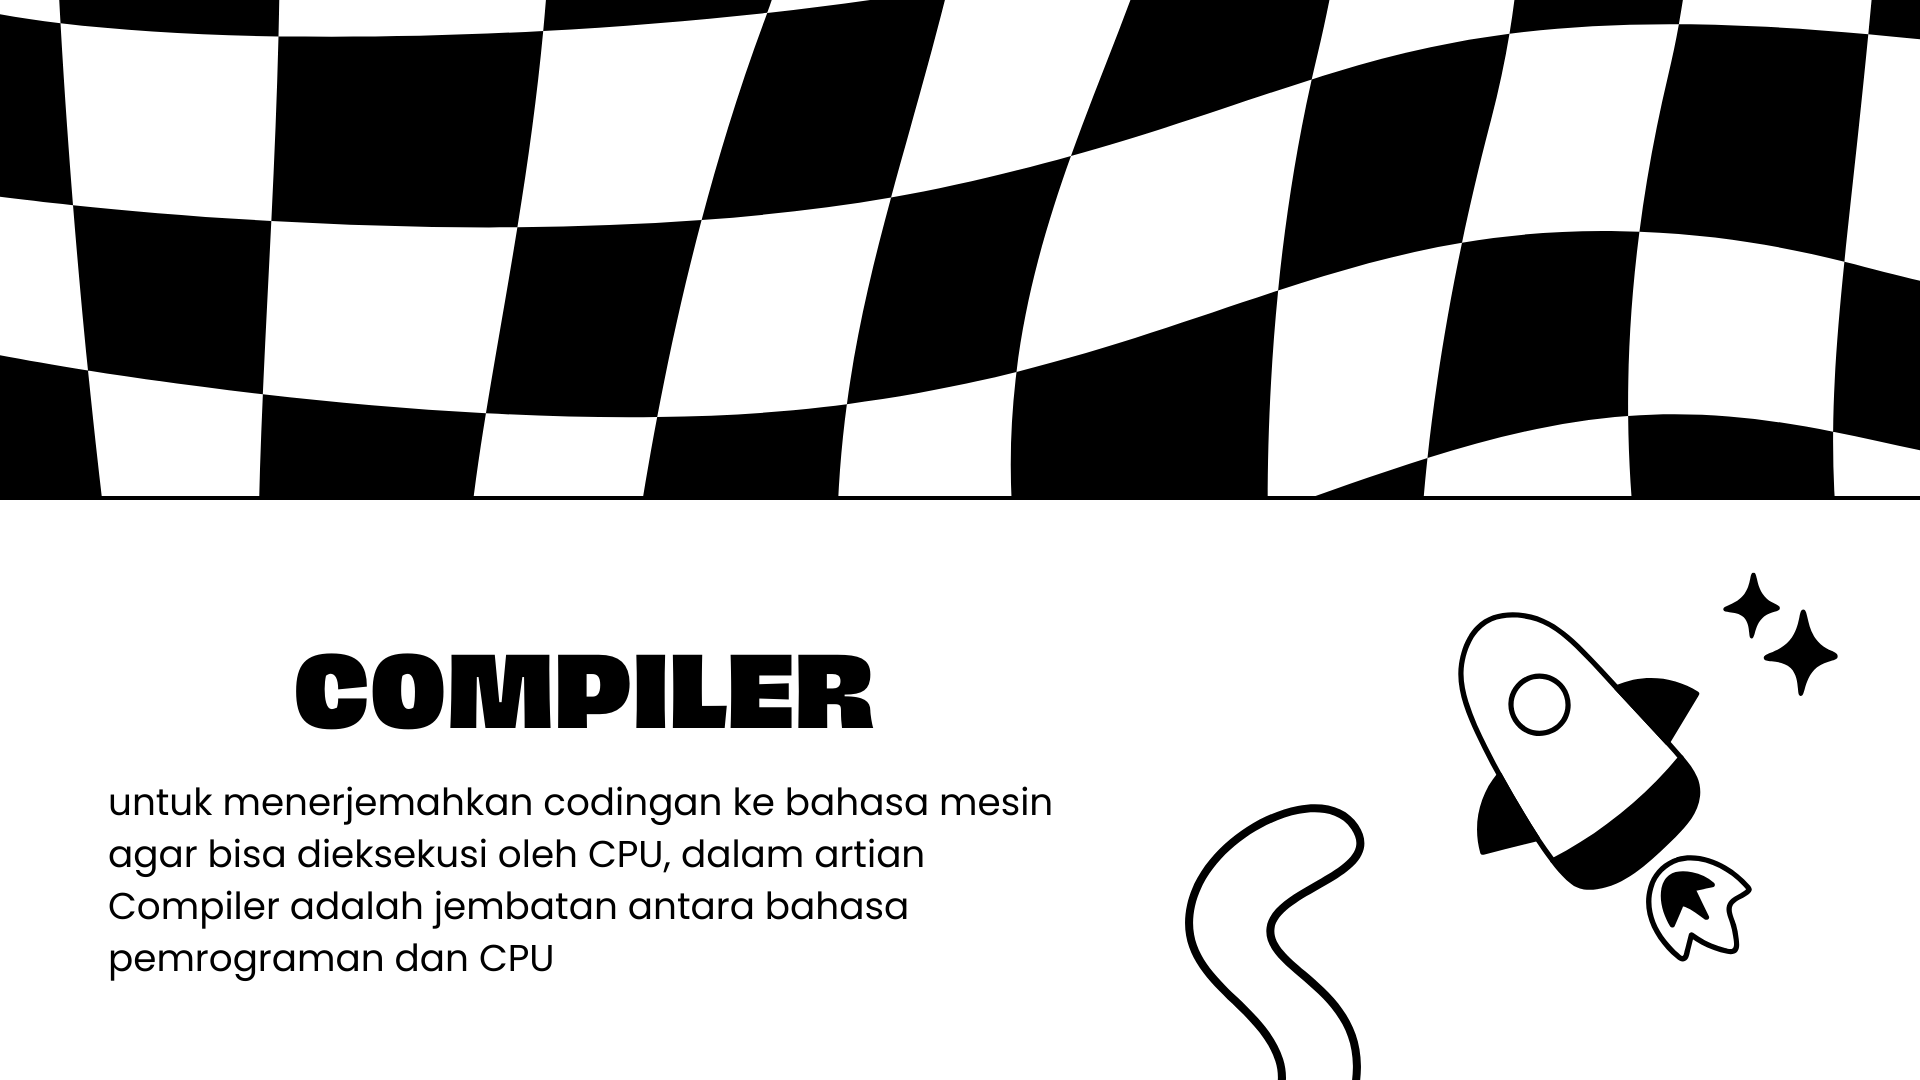 COMPILER
untuk menerjemahkan codingan ke bahasa mesin
agar bisa dieksekusi oleh CPU, dalam artian
Compiler adalah jembatan antara bahasa
pemrograman dan CPU